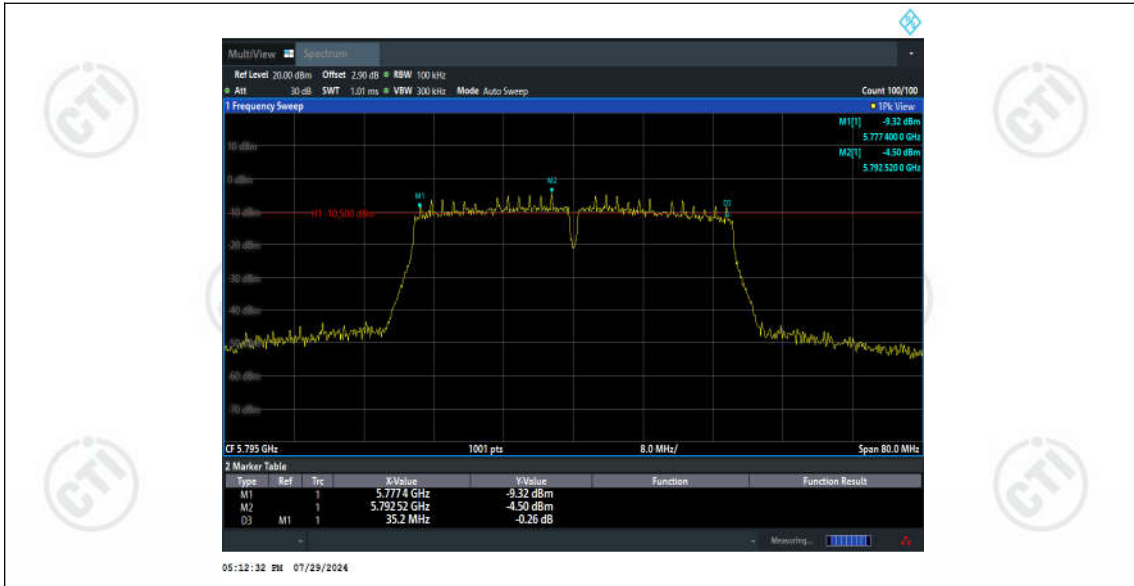 MultiView Spectrum
Ref Level 20.00 dBm Offset 2.90 dB RBW 100 kHz
Att 30 dB SWT 1.01 ms VBW 300 kHz Mode Auto Sweep Count 100/100
1 Frequency Sweep 1Pk View
M1[1] -9.32 dBm
5.777 400 0 GHz
M2[1] -4.50 dBm
5.792 520 0 GHz
10 dBm
0 dBm
M2
M1
D3
-10 dBm
H1 -10.500 dBm
-20 dBm
-30 dBm
-40 dBm
-50 dBm
-60 dBm
-70 dBm
CF 5.795 GHz 1001 pts 8.0 MHz/ Span 80.0 MHz
2 Marker Table
Type Ref Trc X-Value Y-Value Function Function Result
M1 1 5.7774 GHz -9.32 dBm
M2 1 5.79252 GHz -4.50 dBm
D3 M1 1 35.2 MHz -0.26 dB
Measuring...
05:12:32 PM 07/29/2024
CTI
CTI
CTI
CTI